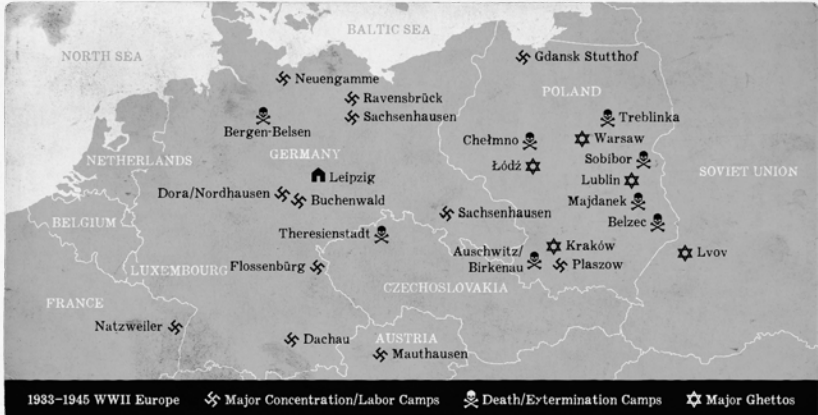 BALTIC SEA
NORTH SEA
Gdansk Stutthof
Neuengamme
POLAND
Ravensbrück
Sachsenhausen
Treblinka
Bergen-Belsen
Chełmno
Warsaw
GERMANY
Sobibor
NETHERLANDS
Łódź
SOVIET UNION
Leipzig
Lublin
Dora/Nordhausen
Buchenwald
Majdanek
Sachsenhausen
BELGIUM
Belzec
Theresienstadt
Kraków
Auschwitz/
Birkenau
Lvov
Plaszow
LUXEMBOURG
Flossenbürg
CZECHOSLOVAKIA
FRANCE
Natzweiler
Dachau
AUSTRIA
Mauthausen
1933–1945 WWII Europe
Major Concentration/Labor Camps
Death/Extermination Camps
Major Ghettos